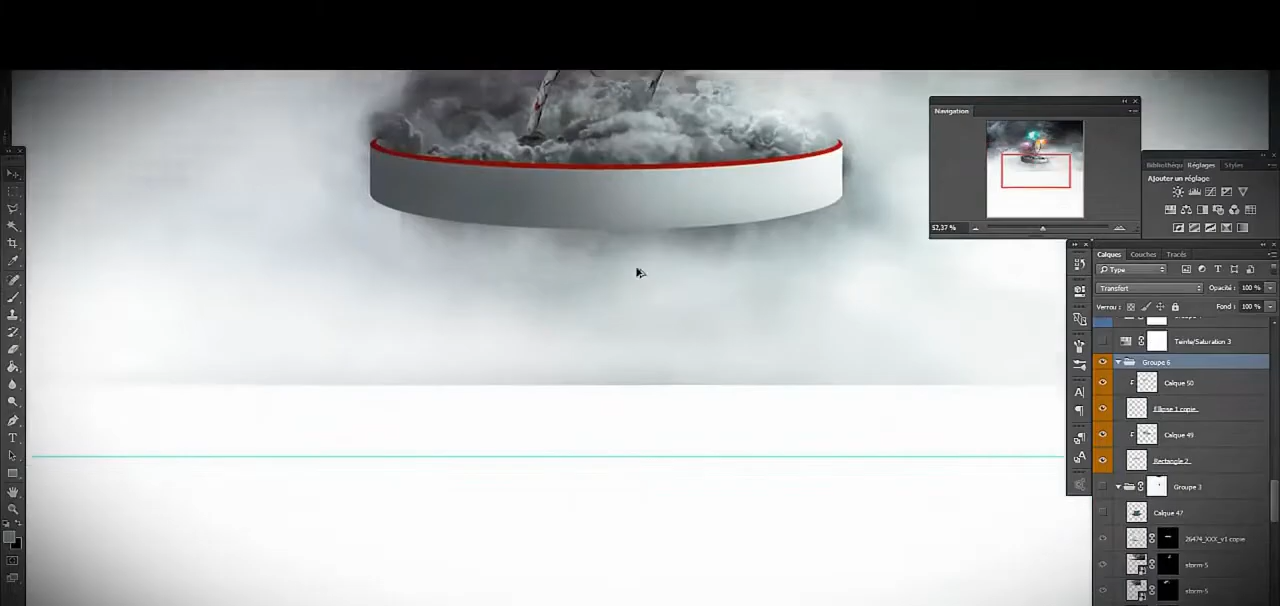 Navigation
52,37 %
Bibliothèqu Réglages Styles
Ajouter un réglage
Calques Couches Tracés
Type
Transfert Opacité : 100 %
Verrou : Fond : 100 %
Teinte/Saturation 3
Groupe 6
Calque 50
Ellipse 1 copie
Calque 49
Rectangle 2
Groupe 3
Calque 47
26474_XXX_v1 copie
storm-5
storm-5